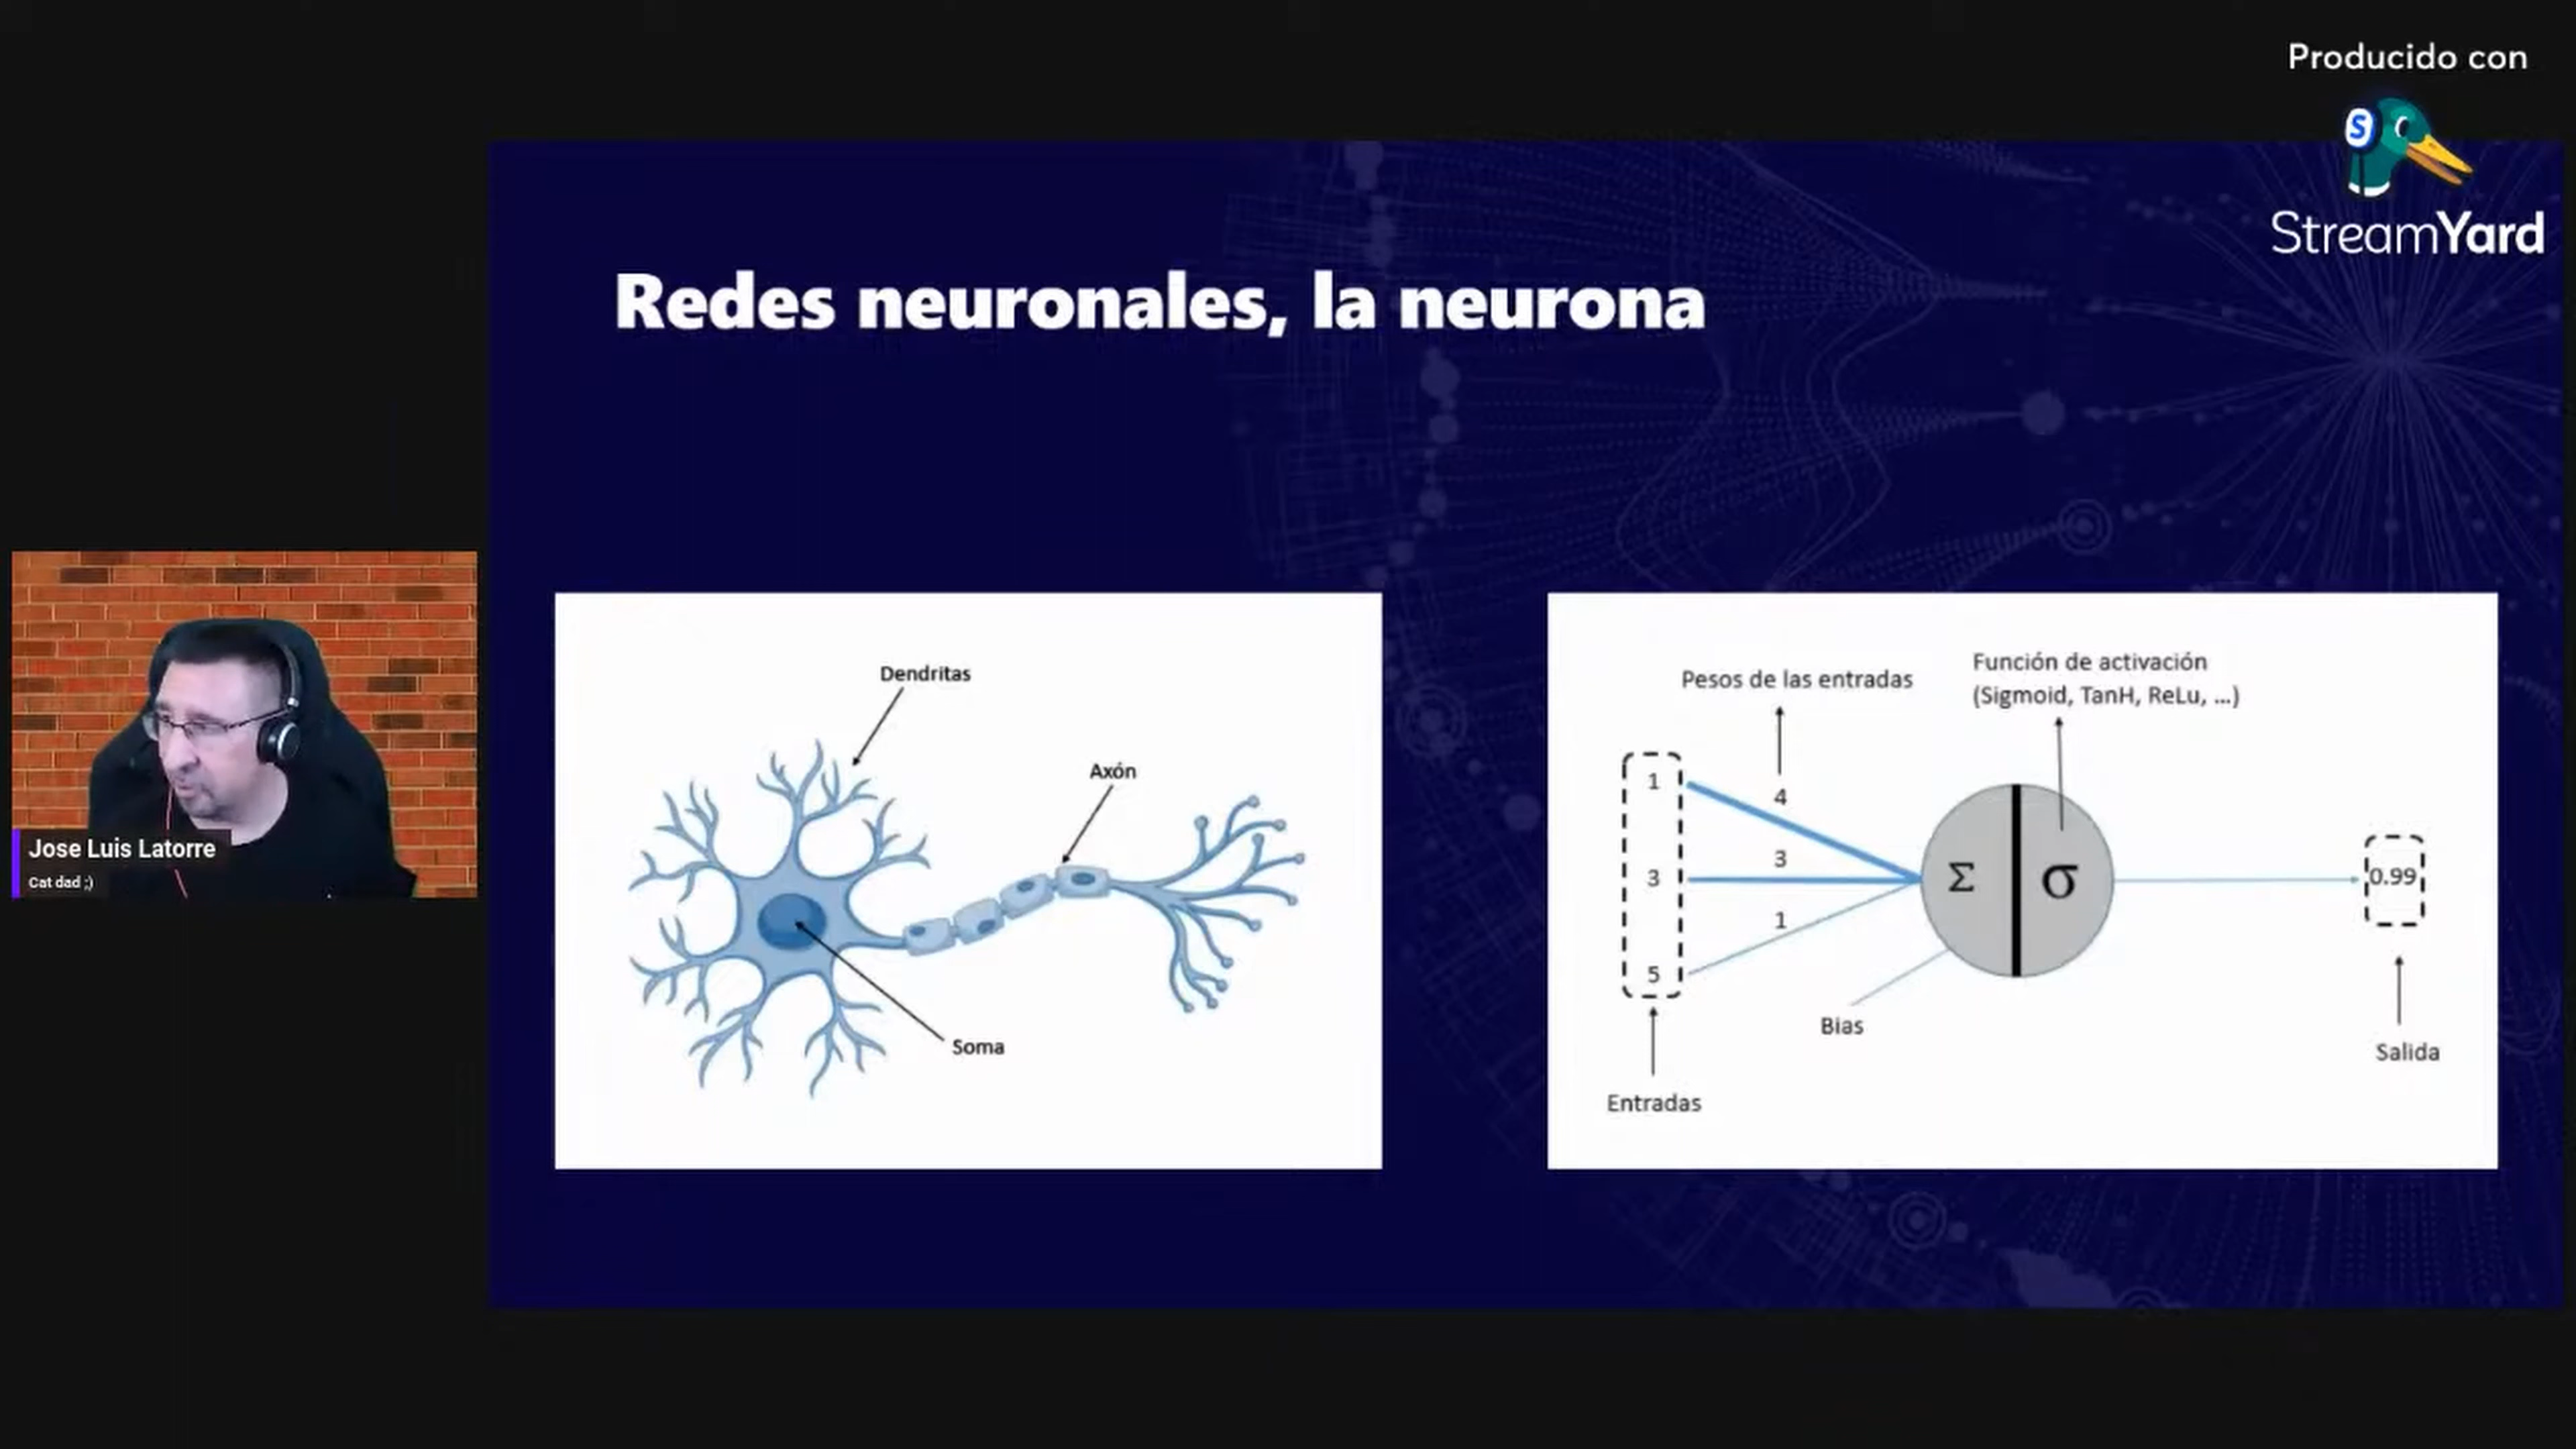 Producido con
S
StreamYard
Redes neuronales, la neurona
Dendritas
Axón
Soma
Pesos de las entradas
Función de activación
(Sigmoid, TanH, ReLu, ...)
1
4
3
3
1
5
Σ
σ
0.99
Bias
Salida
Entradas
Jose Luis Latorre
Cat dad ;)